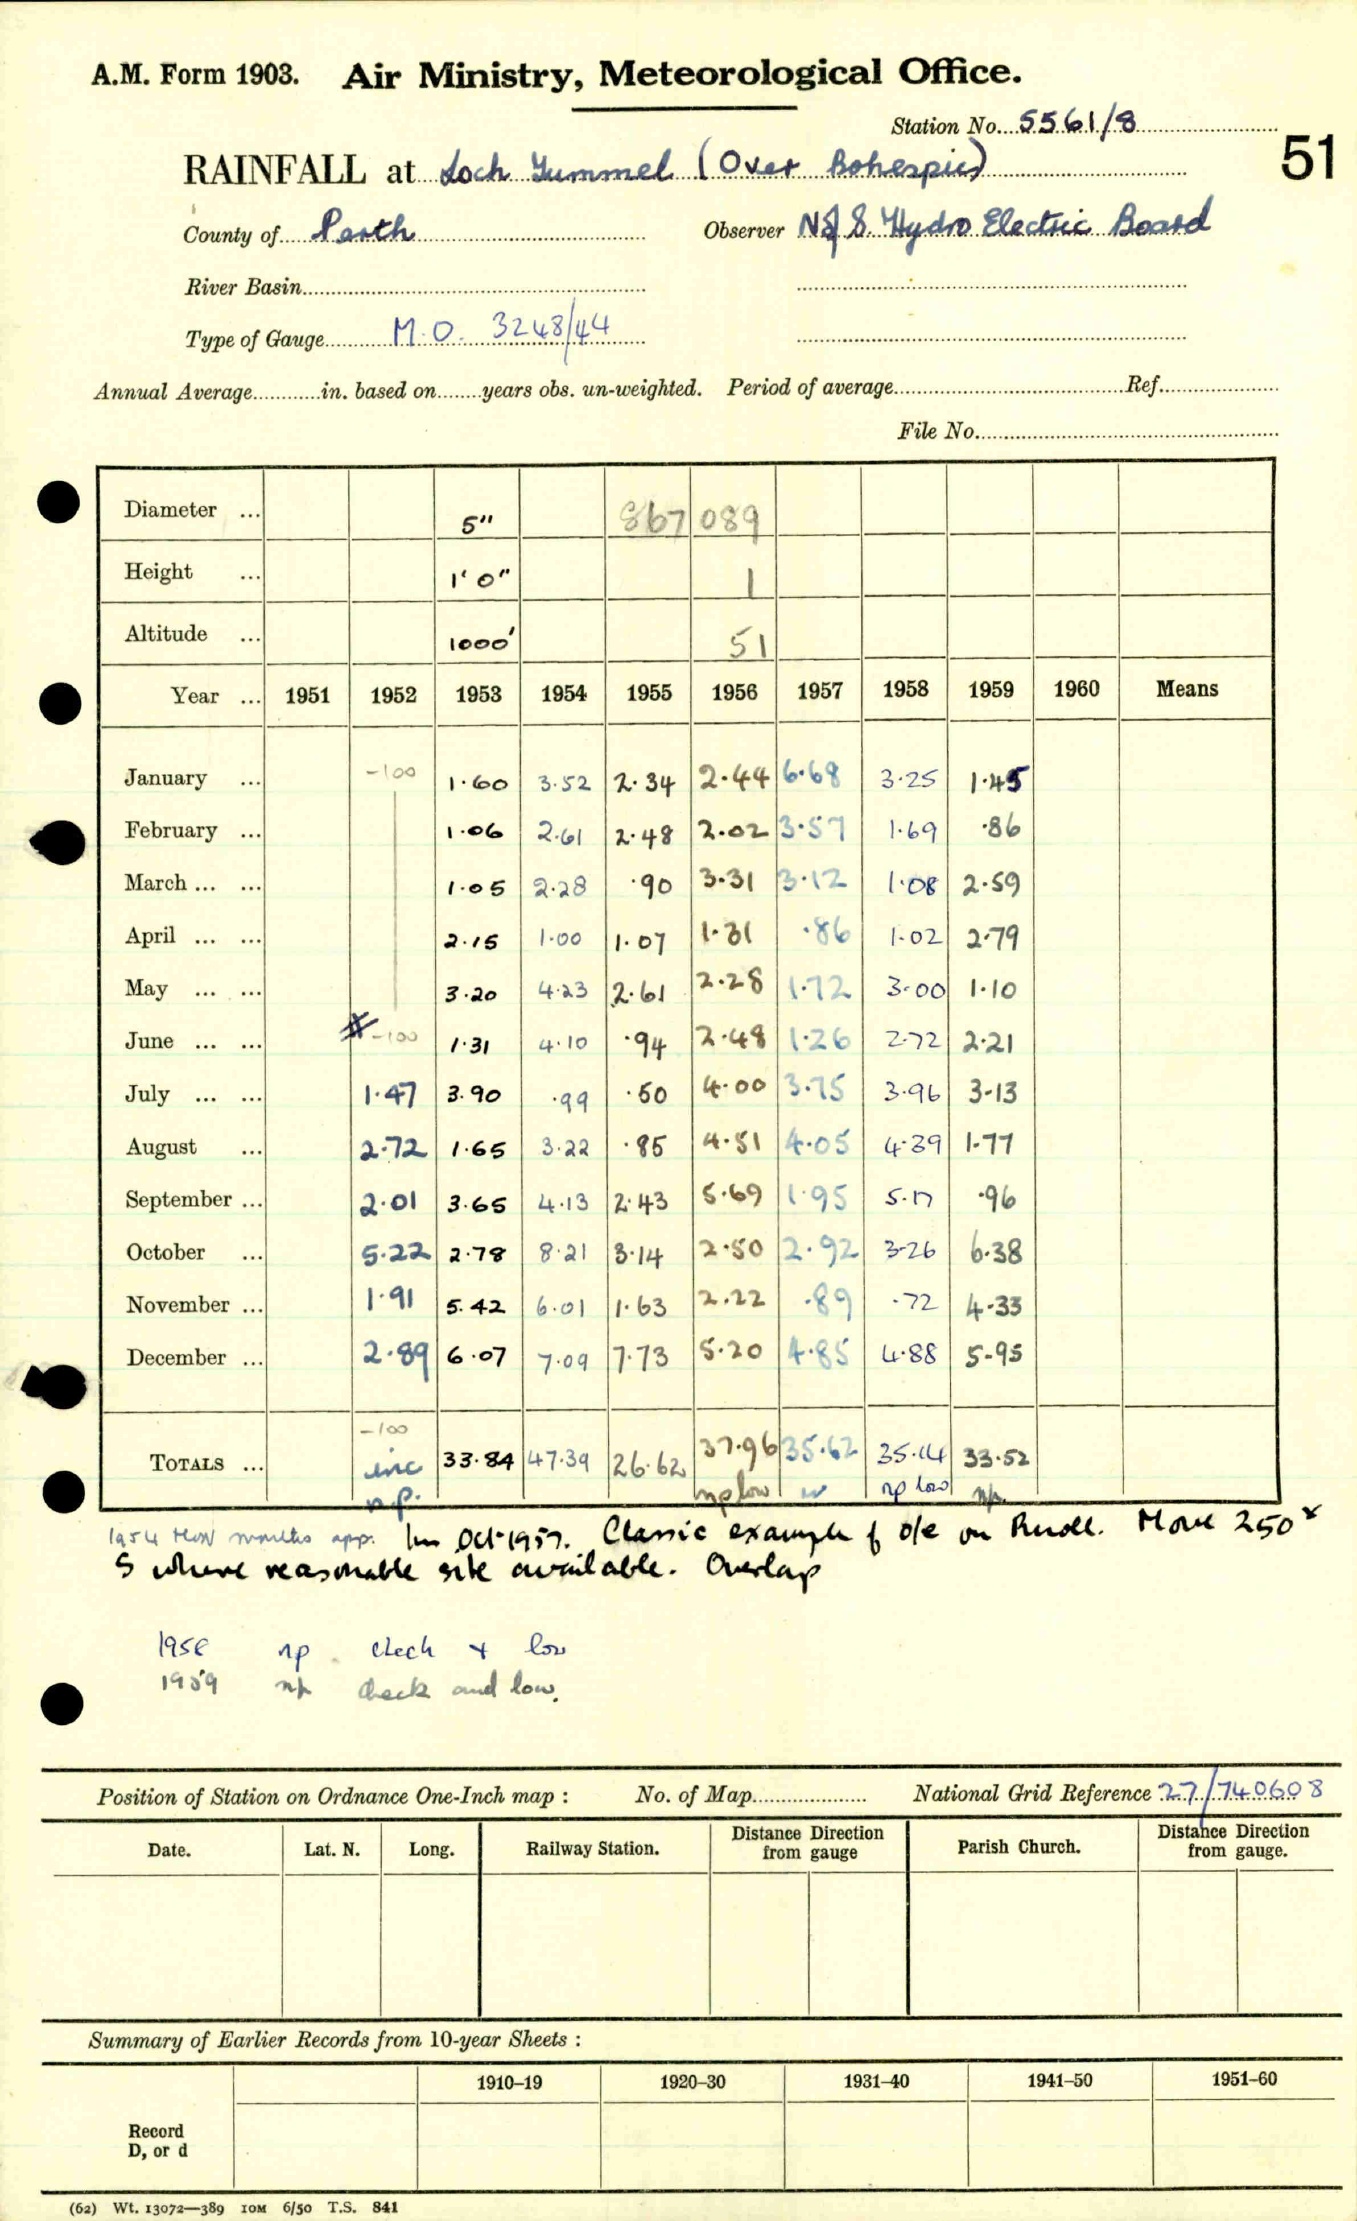 A.M. Form 1903. Air Ministry, Meteorological Office.
Station No. 5561/8
51
RAINFALL at Loch Tummel (Over Bohespic)
County of Perth Observer N of S. Hydro Electric Board
River Basin
Type of Gauge M.O. 3248/44
Annual Average in. based on years obs. un-weighted. Period of average Ref.
File No.
Diameter ... 5" 867 089
Height ... 1' 0" 1
Altitude ... 1000' 51
Year ... 1951 1952 1953 1954 1955 1956 1957 1958 1959 1960 Means
January ... -100 1.60 3.52 2.34 2.44 6.68 3.25 1.45
February ... 1.06 2.61 2.48 2.02 3.57 1.69 .86
March ... ... 1.05 2.28 .90 3.31 3.12 1.08 2.59
April ... ... 2.15 1.00 1.07 1.31 .86 1.02 2.79
May ... ... 3.20 4.23 2.61 2.28 1.72 3.00 1.10
June ... ... -100 1.31 4.10 .94 2.48 1.26 2.72 2.21
July ... ... 1.47 3.90 .99 .50 4.00 3.75 3.96 3.13
August ... 2.72 1.65 3.22 .85 4.51 4.05 4.39 1.77
September ... 2.01 3.65 4.13 2.43 5.69 1.95 5.17 .96
October ... 5.22 2.78 8.21 3.14 2.50 2.92 3.26 6.38
November ... 1.91 5.42 6.01 1.63 2.22 .89 .72 4.33
December ... 2.89 6.07 7.09 7.73 5.20 4.85 4.88 5.95
-100
TOTALS ... inc 33.84 47.39 26.62 37.96 35.62 35.14 33.52
n.p. np low np low np.
1954 months app. Oct 1957. Classic example of o/e on Knoll. Move 250x
S where reasonable site available. Overlap
1958 np. check & low
1959 np check and low.
Position of Station on Ordnance One-Inch map : No. of Map National Grid Reference 27/740608
Date. Lat. N. Long. Railway Station. Distance Direction from gauge Parish Church. Distance Direction from gauge.
Summary of Earlier Records from 10-year Sheets :
1910–19 1920–30 1931–40 1941–50 1951–60
Record
D, or d
(62) Wt. 13072—389 10M 6/50 T.S. 841